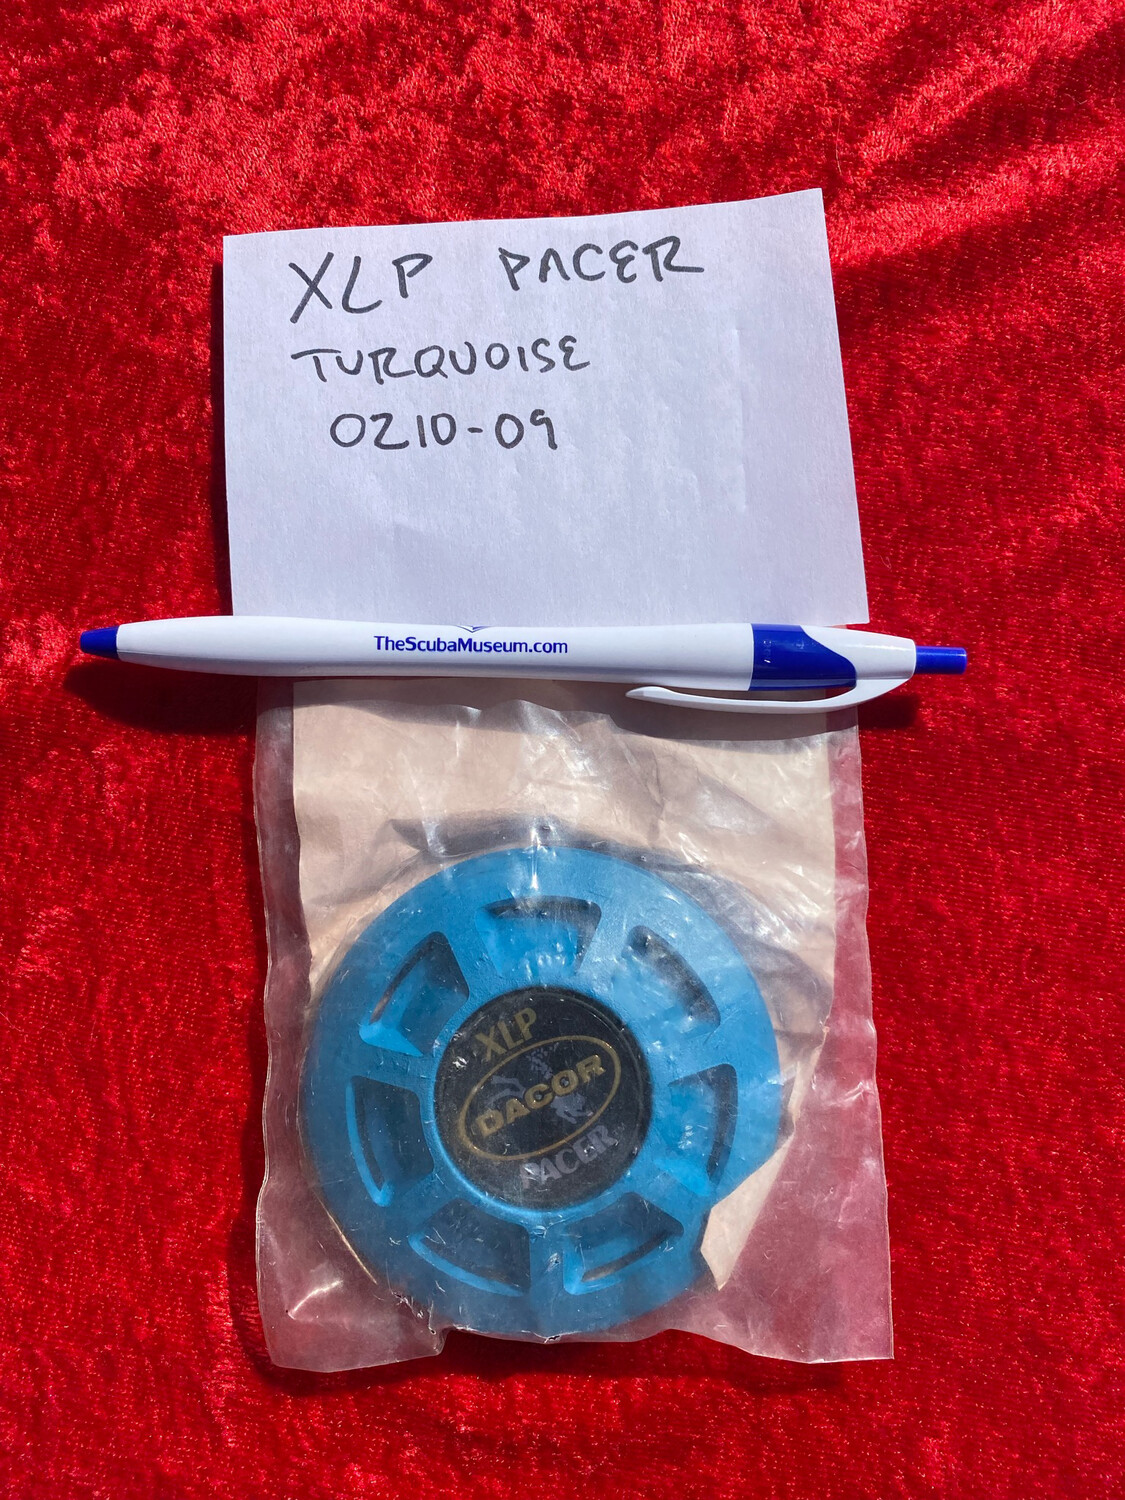 XLP PACER
TURQUOISE
0210-09
TheScubaMuseum.com
XLP
DACOR
PACER